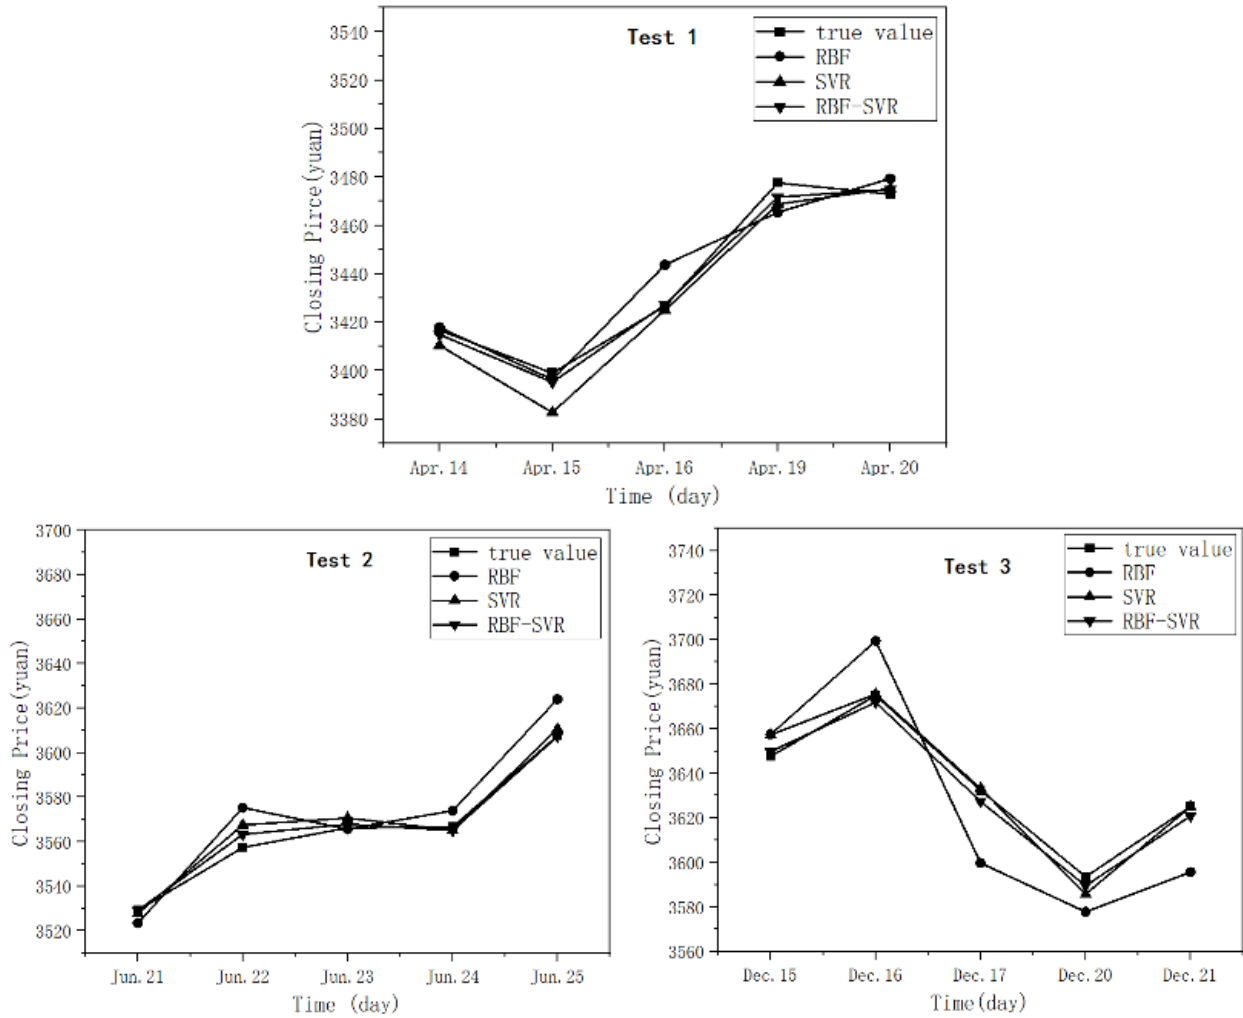 Test 1
true value
RBF
SVR
RBF-SVR
Closing Pirce(yuan)
3540
3520
3500
3480
3460
3440
3420
3400
3380
Apr.14 Apr.15 Apr.16 Apr.19 Apr.20
Time (day)
Test 2
true value
RBF
SVR
RBF-SVR
Closing Price(yuan)
3700
3680
3660
3640
3620
3600
3580
3560
3540
3520
Jun.21 Jun.22 Jun.23 Jun.24 Jun.25
Time (day)
Test 3
true value
RBF
SVR
RBF-SVR
Closing Price(yuan)
3740
3720
3700
3680
3660
3640
3620
3600
3580
3560
Dec.15 Dec.16 Dec.17 Dec.20 Dec.21
Time(day)